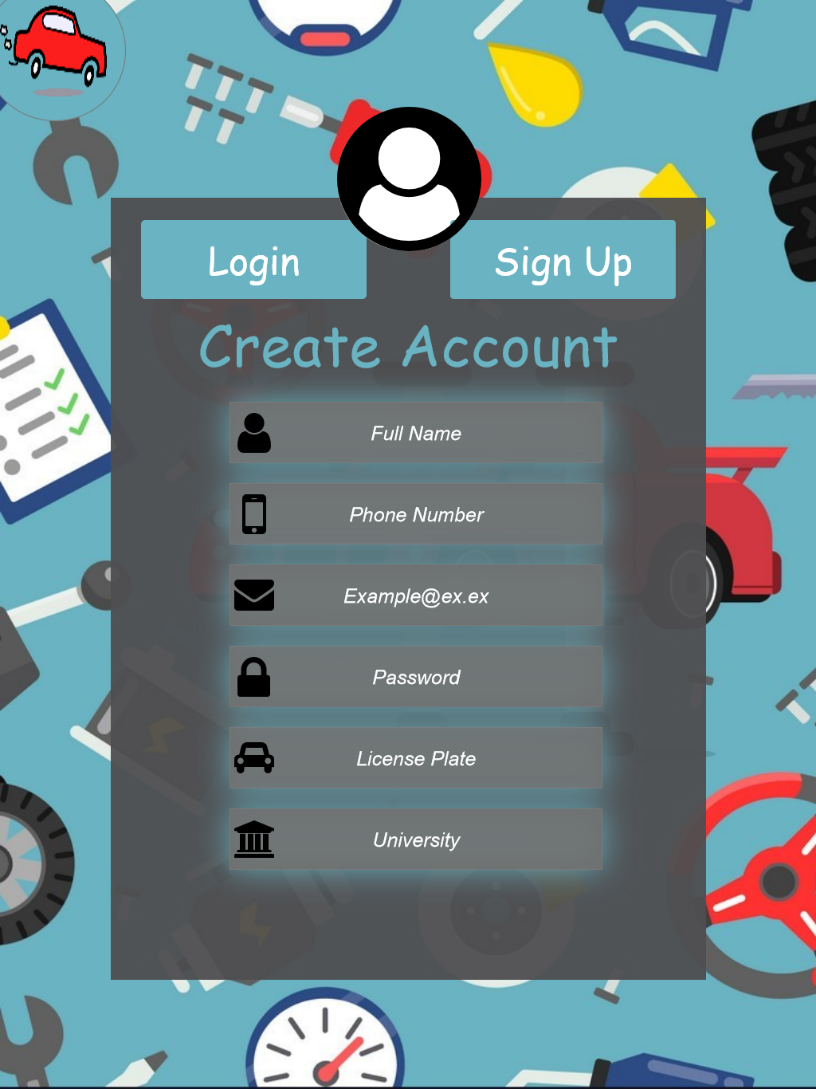 Login
Sign Up
Create Account
Full Name
Phone Number
Example@ex.ex
Password
License Plate
University